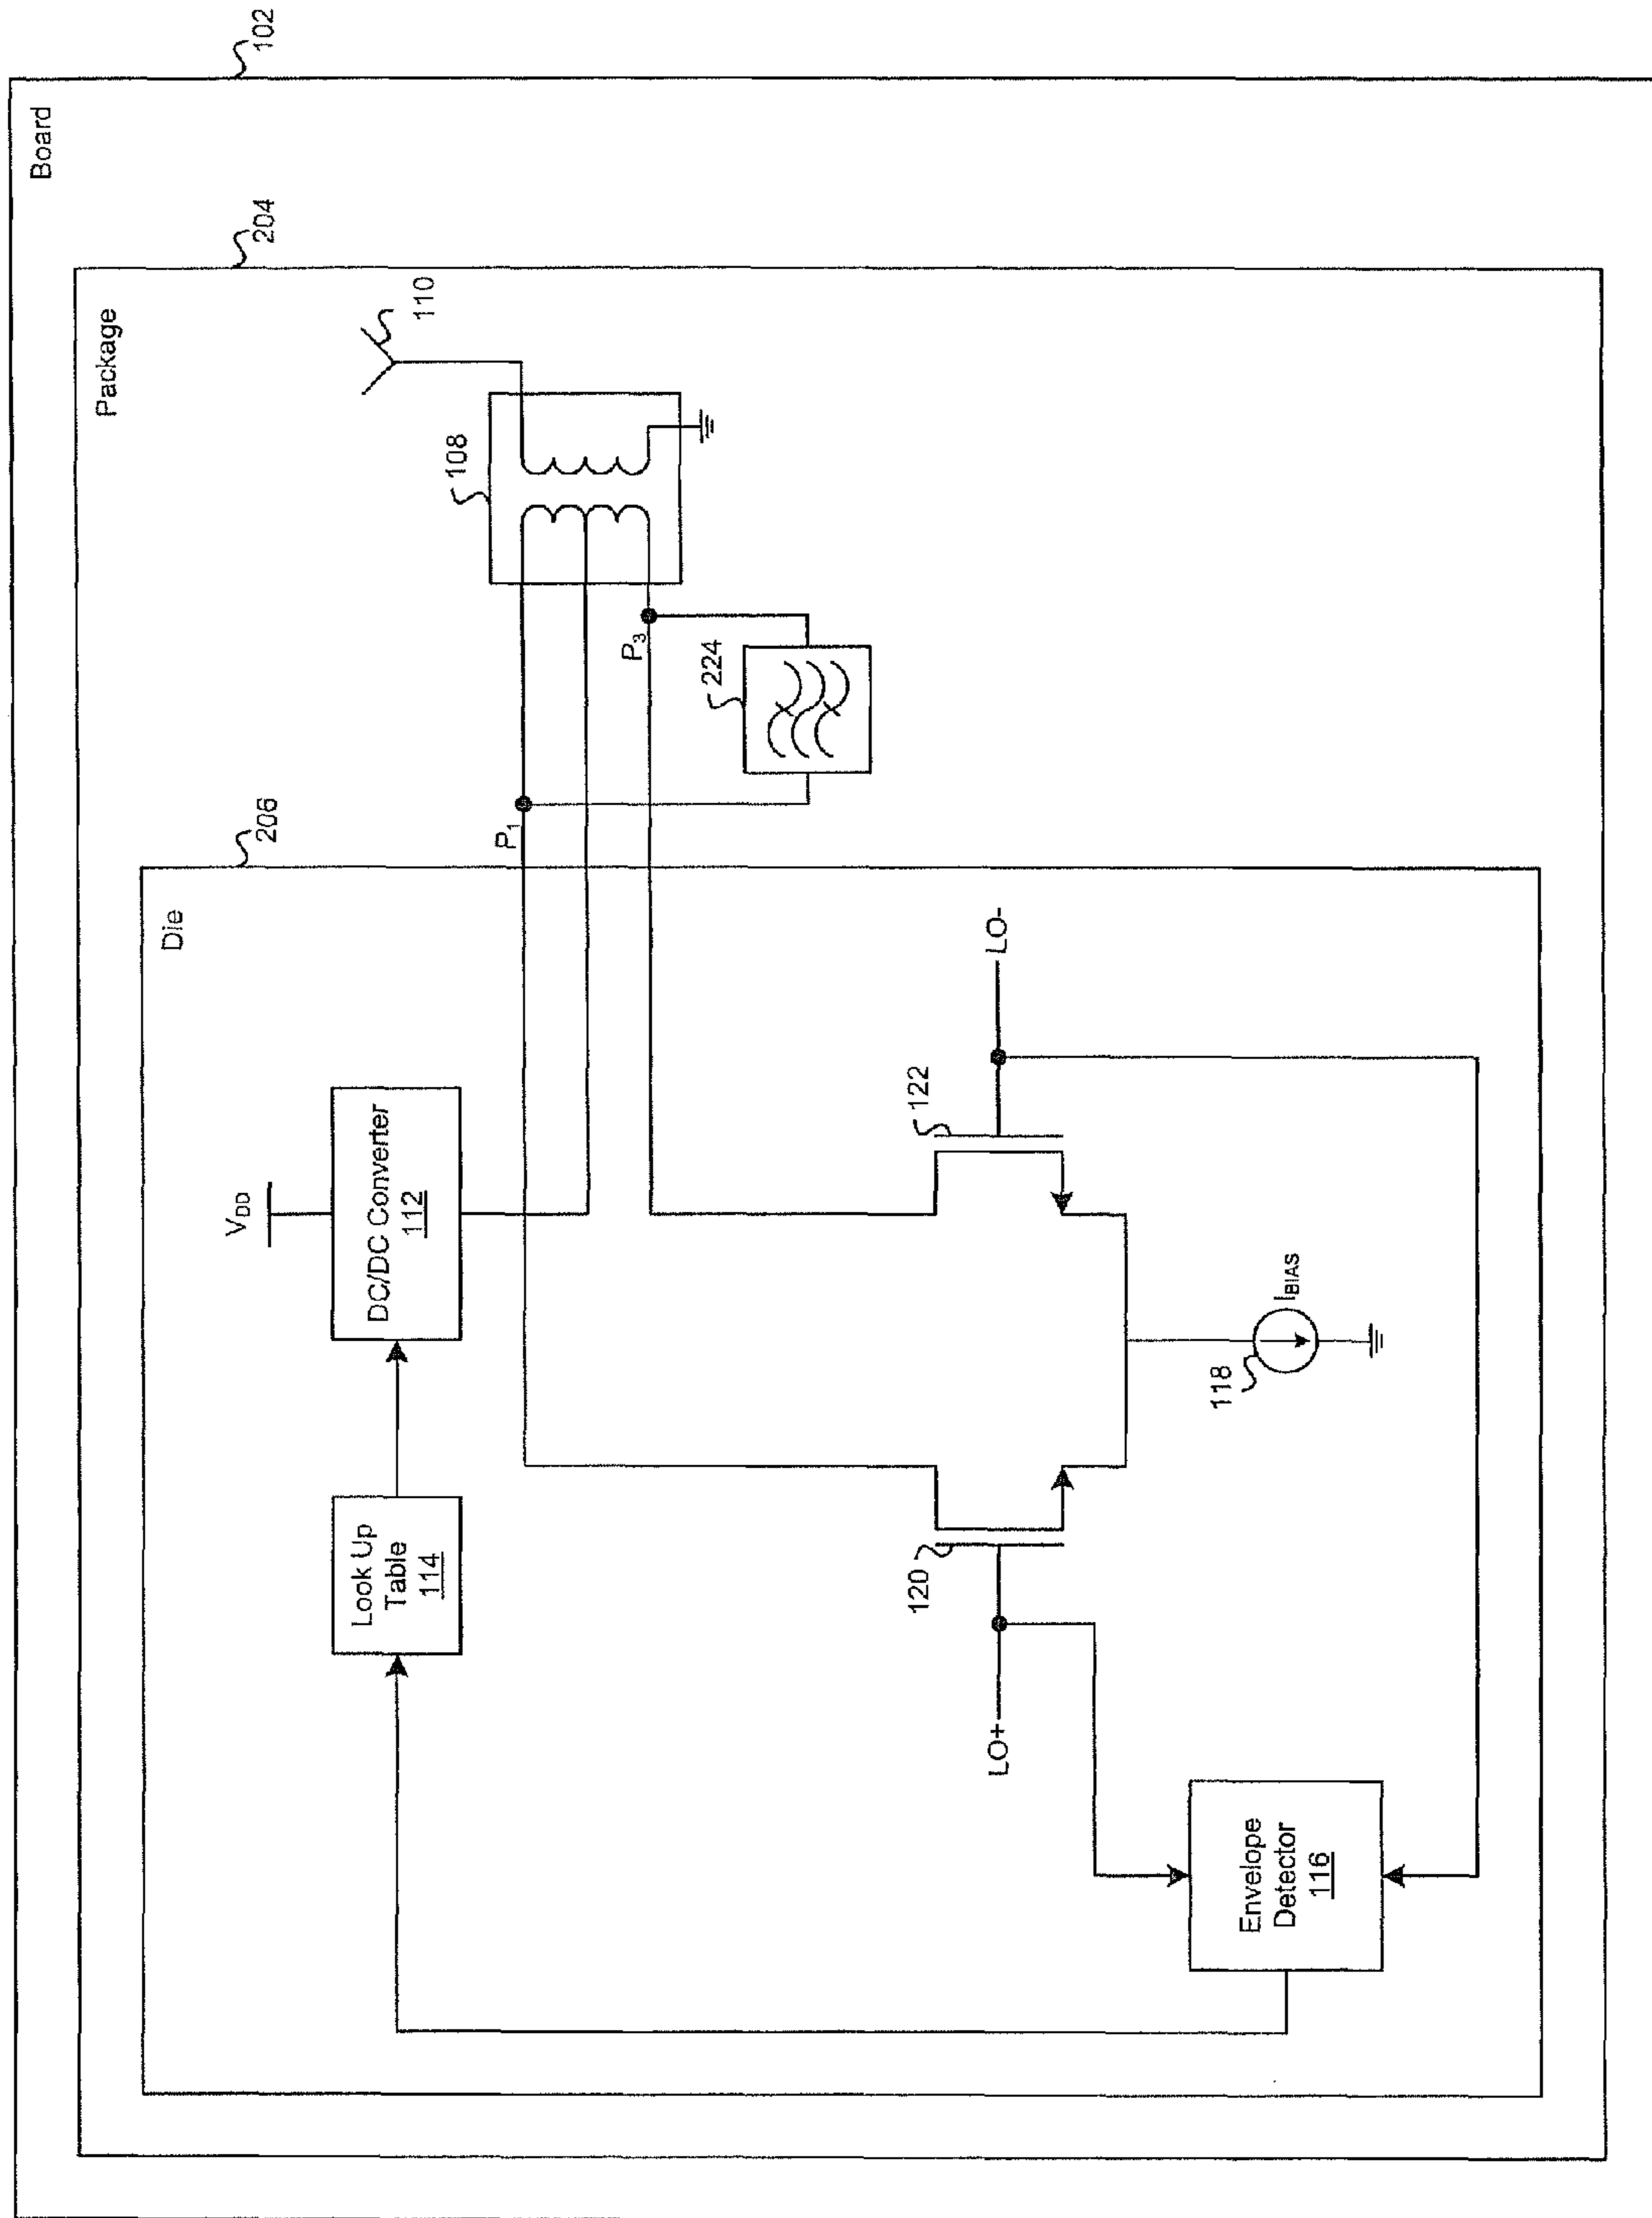 Board
102
Package
204
Die
206
110
108
P1
P3
224
VDD
DC/DC Converter
112
Look Up
Table
114
122
LO-
120
LO+
118
IBIAS
Envelope
Detector
116